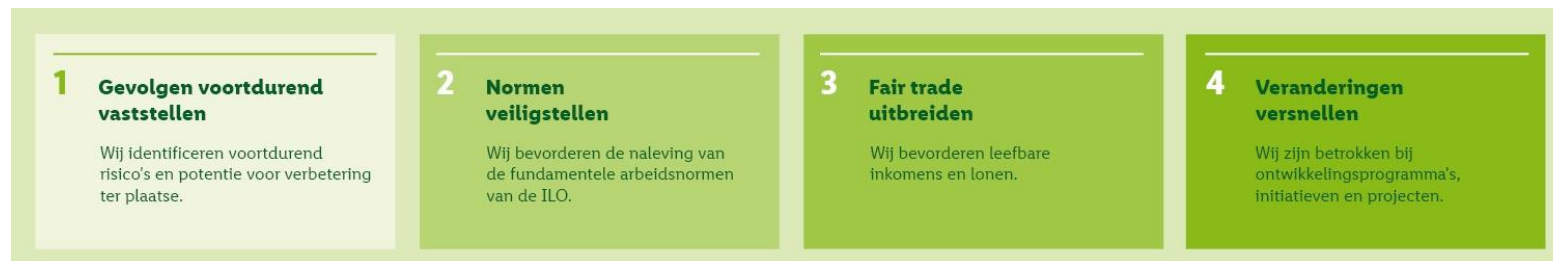 1
Gevolgen voortdurend
vaststellen
Wij identificeren voortdurend
risico's en potentie voor verbetering
ter plaatse.
2
Normen
veiligstellen
Wij bevorderen de naleving van
de fundamentele arbeidsnormen
van de ILO.
3
Fair trade
uitbreiden
Wij bevorderen leefbare
inkomens en lonen.
4
Veranderingen
versnellen
Wij zijn betrokken bij
ontwikkelingsprogramma's,
initiatieven en projecten.